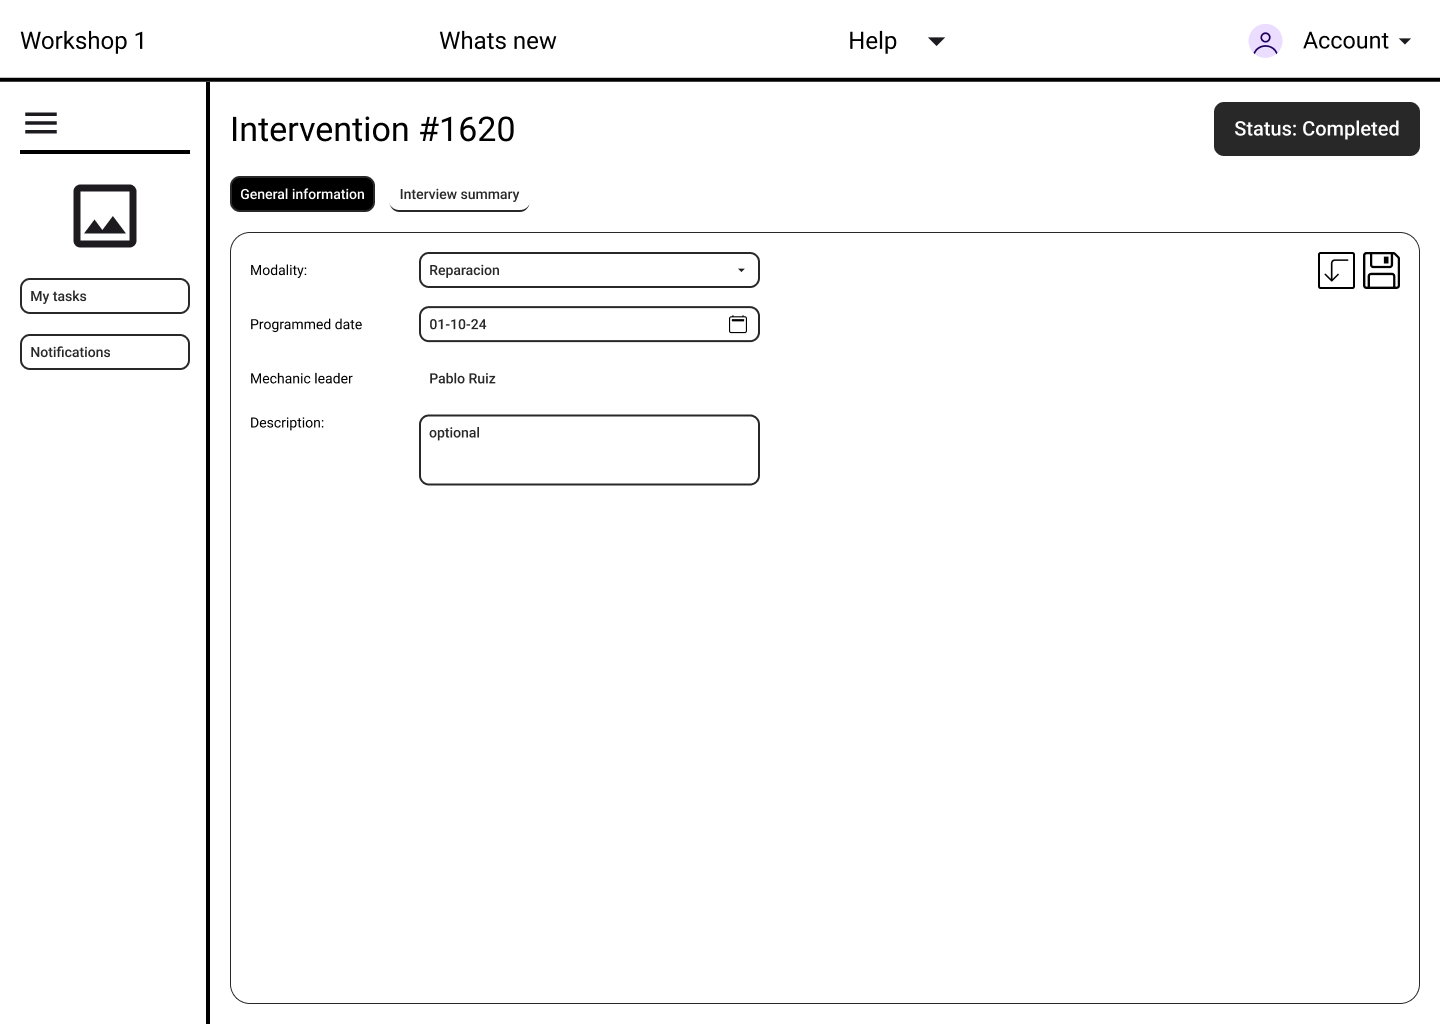 Workshop 1
Whats new
Help
Account
Intervention #1620
Status: Completed
General information
Interview summary
My tasks
Notifications
Modality:
Reparacion
Programmed date
01-10-24
Mechanic leader
Pablo Ruiz
Description:
optional